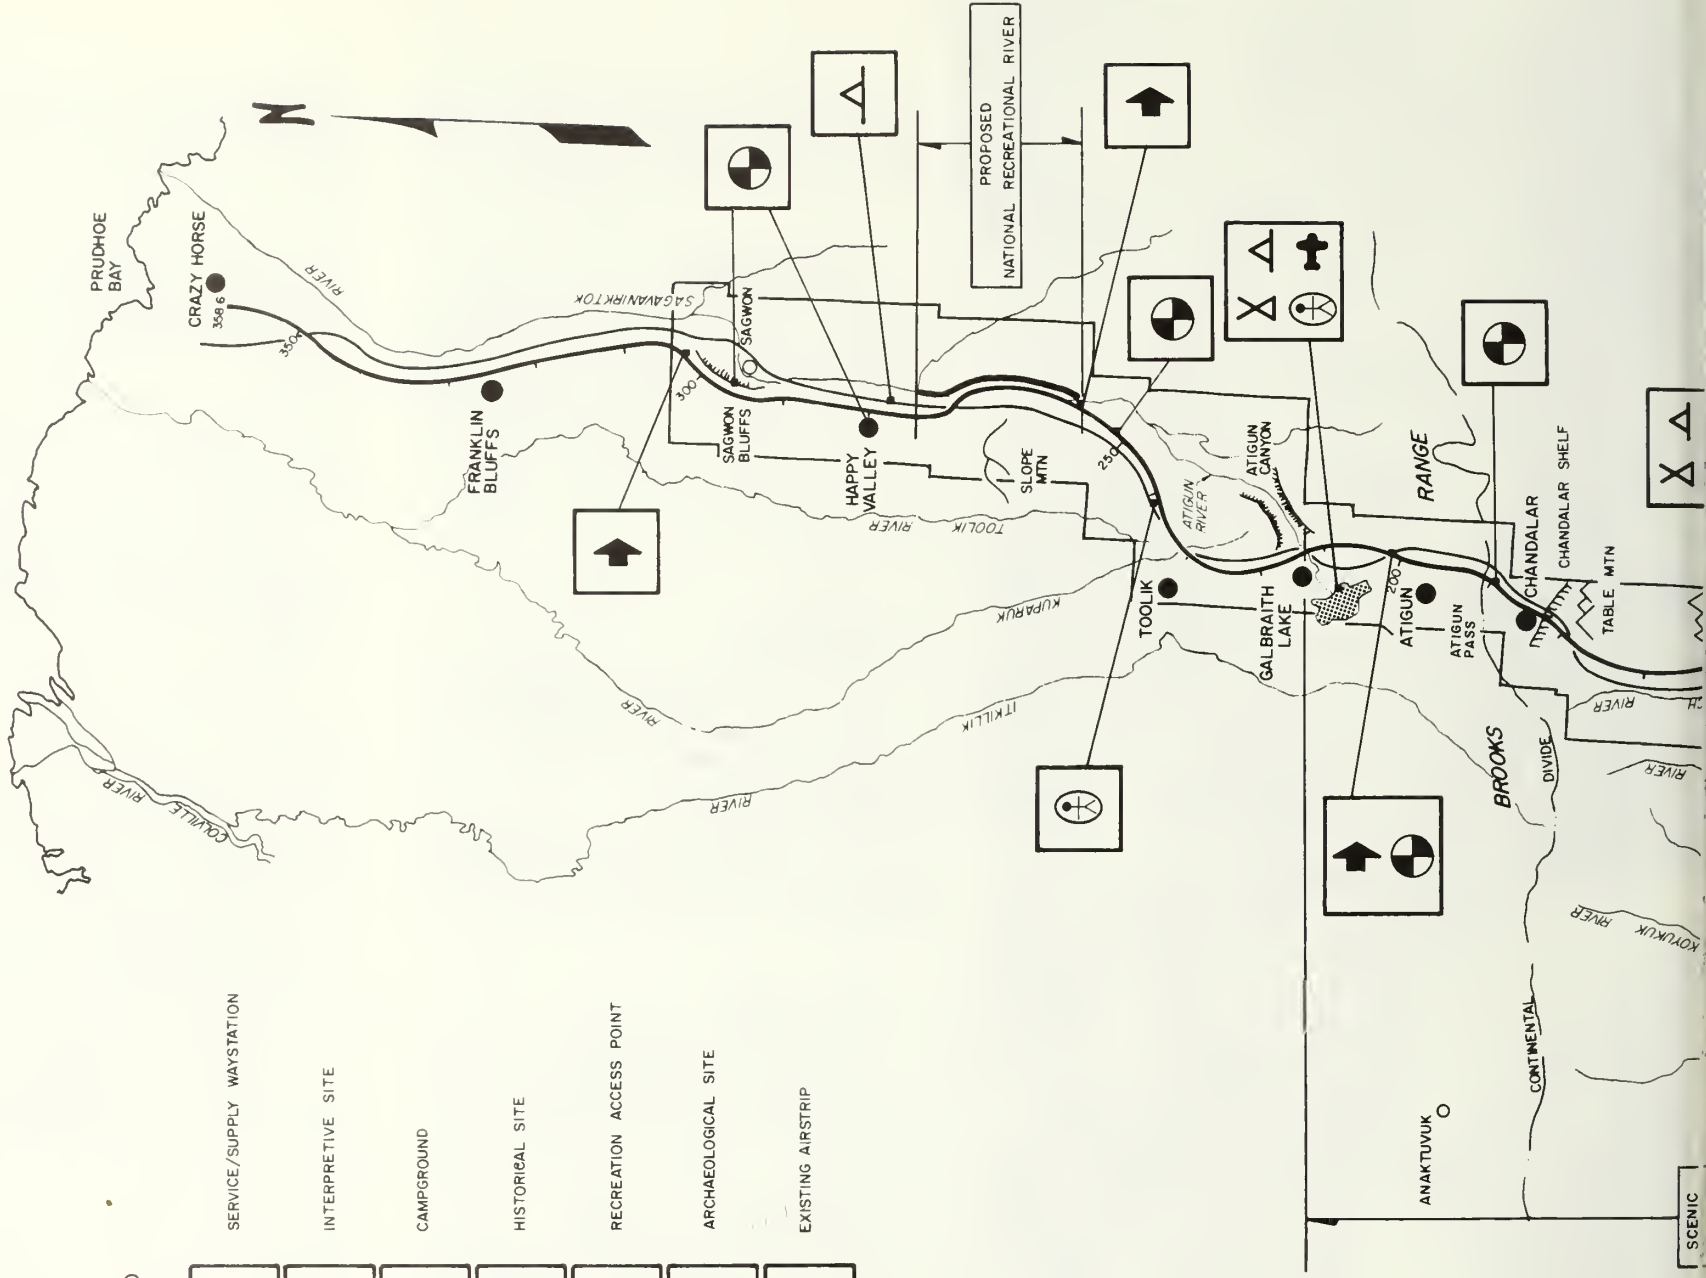 PRUDHOE
BAY
CRAZY HORSE
358.6
N
RIVER
SAGAVANIRKTOK
350
FRANKLIN
BLUFFS
300
SAGWON
SAGWON
BLUFFS
HAPPY
VALLEY
PROPOSED
NATIONAL RECREATIONAL RIVER
SLOPE
MTN
250
TOOLIK
RIVER
ATIGUN
RIVER
ATIGUN
CANYON
KUPARUK
RIVER
TOOLIK
GALBRAITH
LAKE
ITKILLIK
RIVER
COLVILLE
RIVER
200
ATIGUN
ATIGUN
PASS
BROOKS
RANGE
CHANDALAR
CHANDALAR SHELF
TABLE MTN
CONTINENTAL
DIVIDE
RIVER
CH
RIVER
KOYUKUK
RIVER
ANAKTUVUK
SCENIC
SERVICE/SUPPLY WAYSTATION
INTERPRETIVE SITE
CAMPGROUND
HISTORICAL SITE
RECREATION ACCESS POINT
ARCHAEOLOGICAL SITE
EXISTING AIRSTRIP